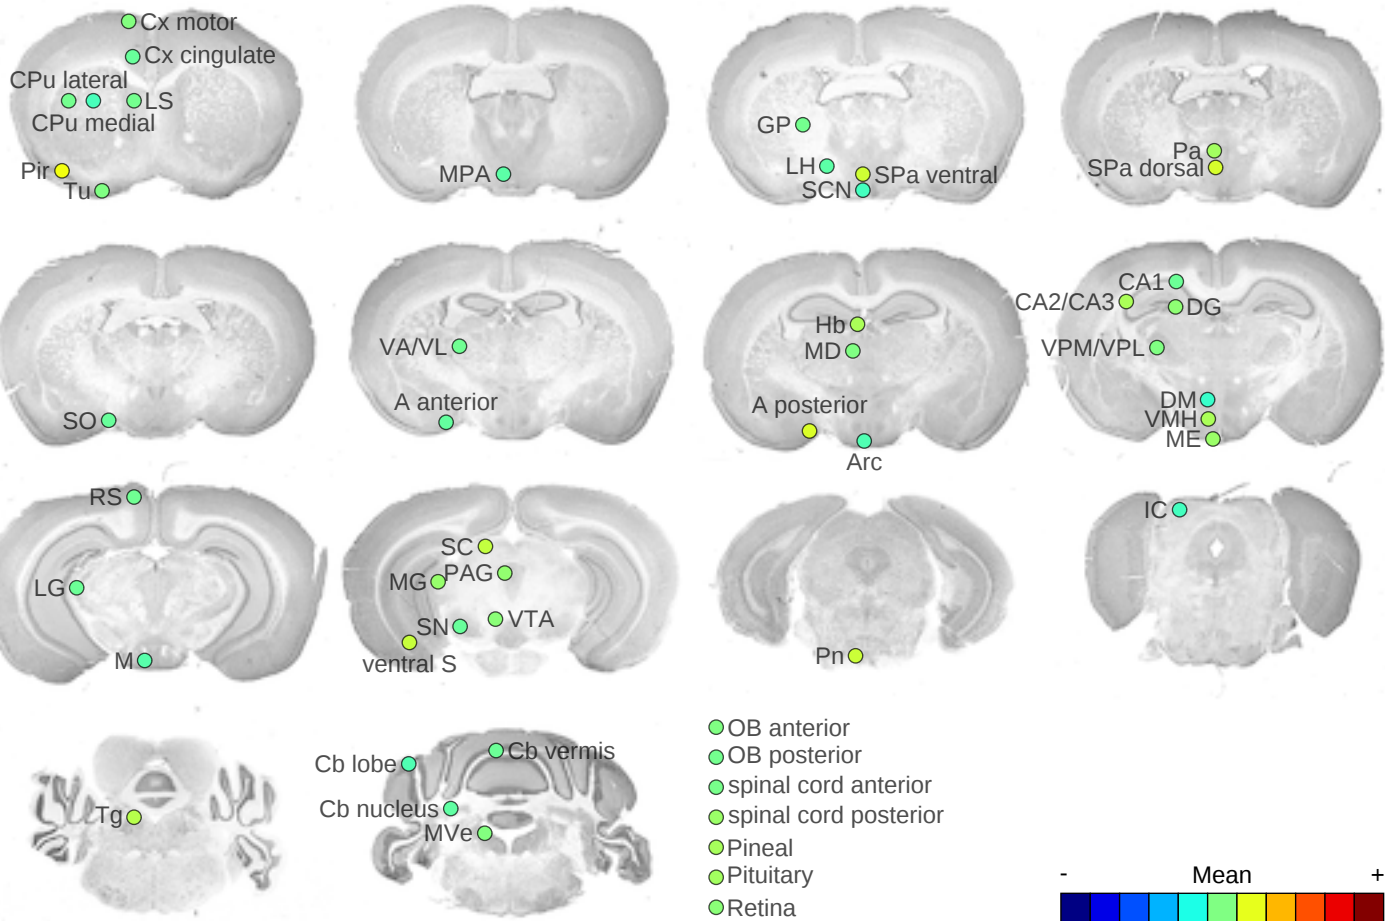 Cx motor
Cx cingulate
CPu lateral
LS
CPu medial
Pir
Tu
MPA
GP
LH
SPa ventral
SCN
Pa
SPa dorsal
SO
VA/VL
A anterior
Hb
MD
A posterior
Arc
CA1
CA2/CA3
DG
VPM/VPL
DM
VMH
ME
RS
LG
M
SC
PAG
MG
VTA
SN
ventral S
Pn
IC
Tg
Cb vermis
Cb lobe
Cb nucleus
MVe
OB anterior
OB posterior
spinal cord anterior
spinal cord posterior
Pineal
Pituitary
Retina
- Mean +